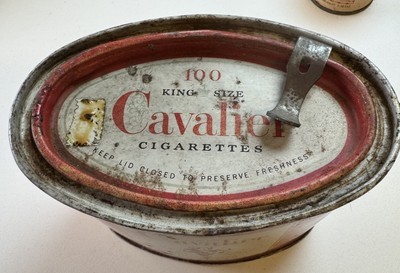 100
KING SIZE
Cavalier
CIGARETTES
KEEP LID CLOSED TO PRESERVE FRESHNESS